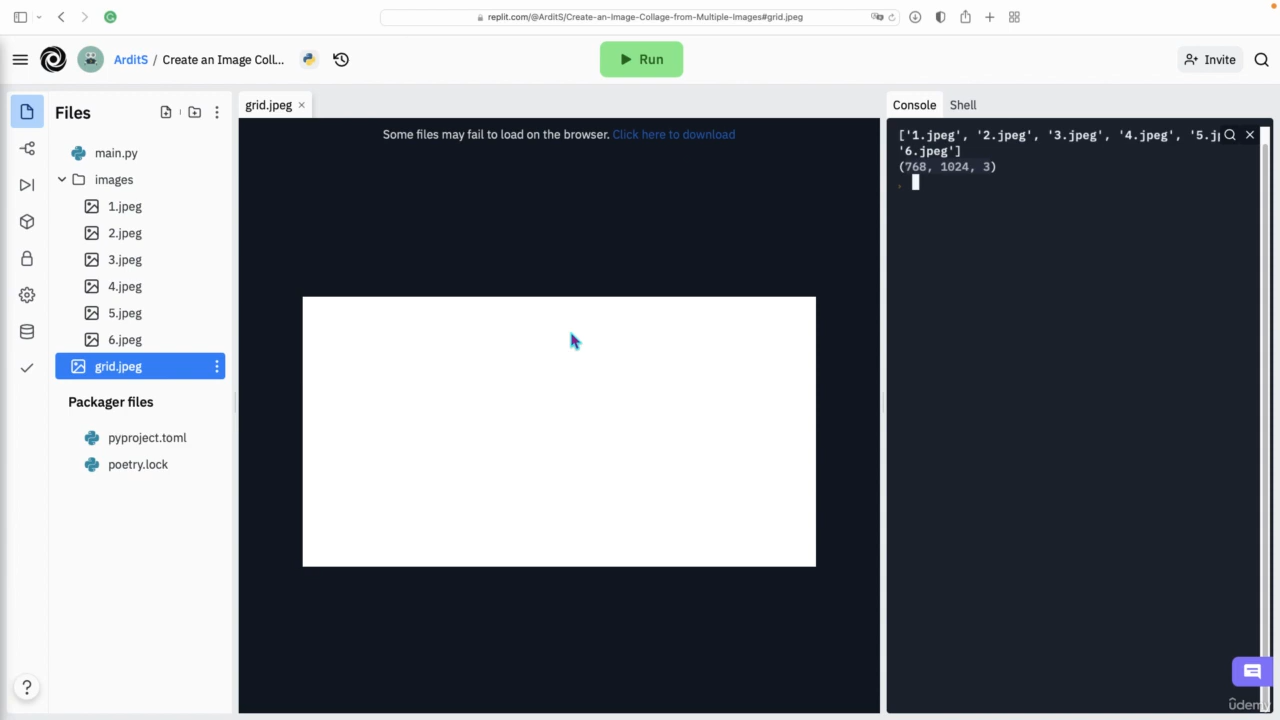 replit.com/@ArditS/Create-an-Image-Collage-from-Multiple-Images#grid.jpeg
ArditS / Create an Image Coll...
Run
Invite
Files
main.py
images
1.jpeg
2.jpeg
3.jpeg
4.jpeg
5.jpeg
6.jpeg
grid.jpeg
Packager files
pyproject.toml
poetry.lock
grid.jpeg ×
Some files may fail to load on the browser. Click here to download
Console Shell
['1.jpeg', '2.jpeg', '3.jpeg', '4.jpeg', '5.jp
'6.jpeg']
(768, 1024, 3)
?
ûdemy